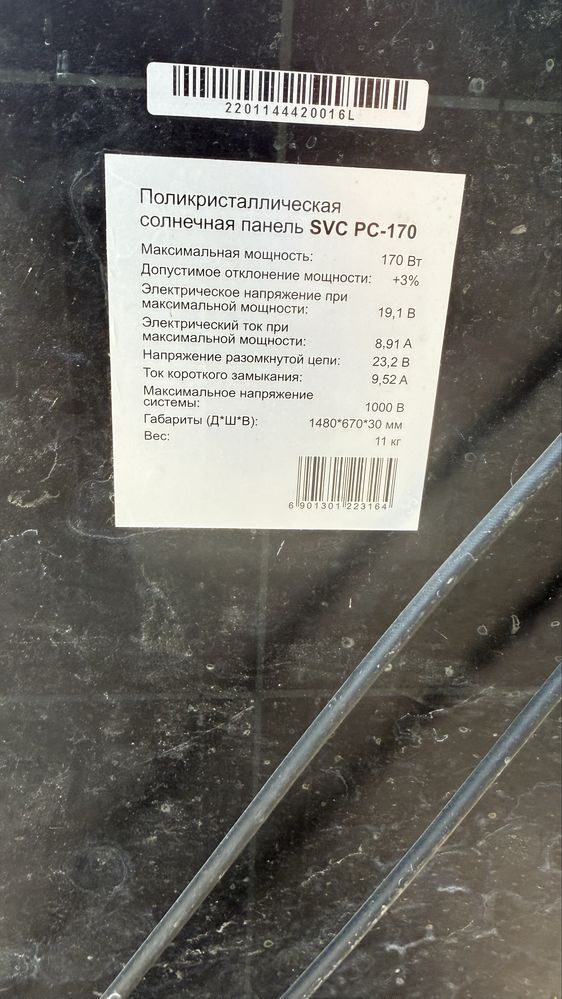 2201144420016L
Поликристаллическая
солнечная панель SVC PC-170
Максимальная мощность: 170 Вт
Допустимое отклонение мощности: +3%
Электрическое напряжение при
максимальной мощности: 19,1 В
Электрический ток при
максимальной мощности: 8,91 А
Напряжение разомкнутой цепи: 23,2 В
Ток короткого замыкания: 9,52 А
Максимальное напряжение
системы: 1000 В
Габариты (Д*Ш*В): 1480*670*30 мм
Вес: 11 кг
6 901301 223164